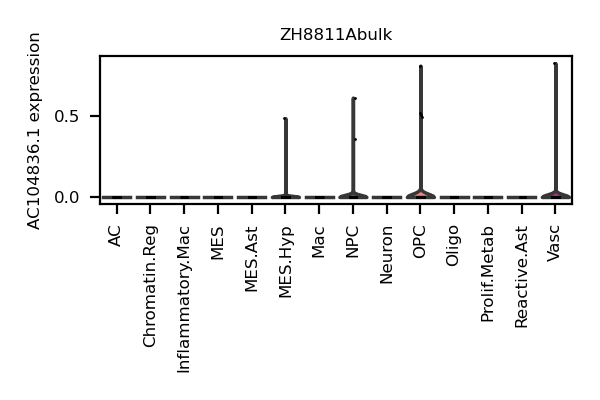 ZH8811Abulk
AC104836.1 expression
0.5
0.0
AC
Chromatin.Reg
Inflammatory.Mac
MES
MES.Ast
MES.Hyp
Mac
NPC
Neuron
OPC
Oligo
Prolif.Metab
Reactive.Ast
Vasc